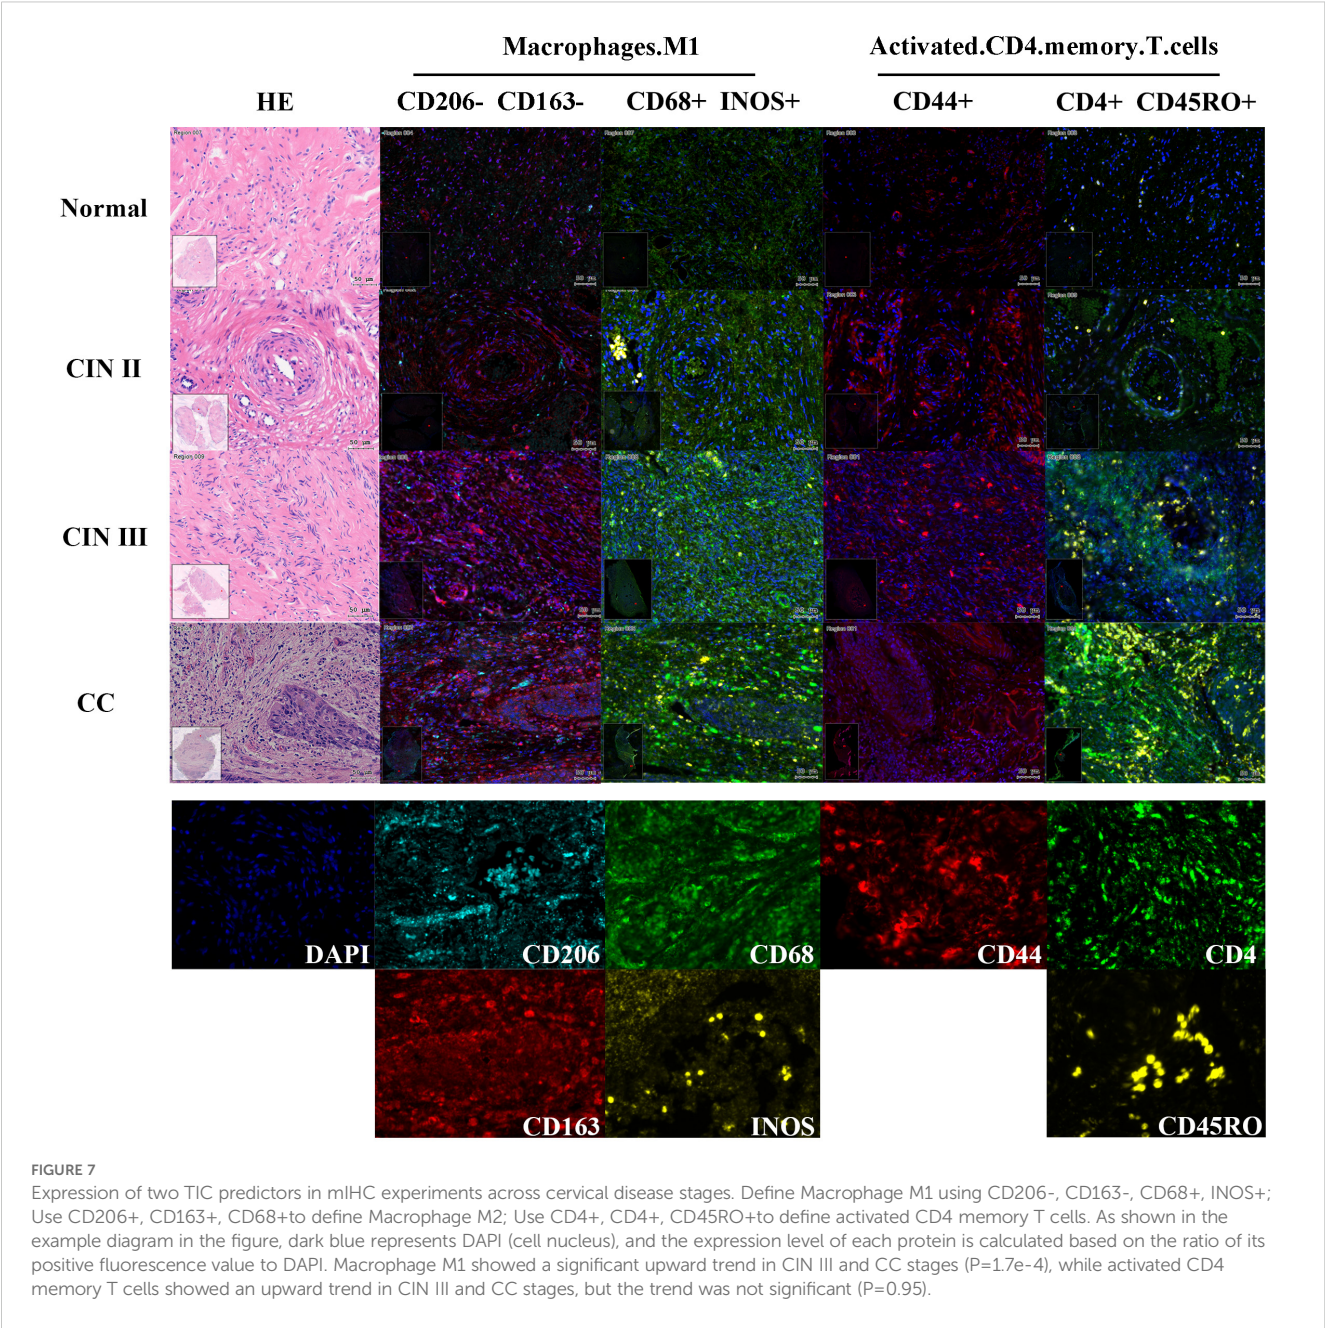 Macrophages.M1 Activated.CD4.memory.T.cells
HE CD206- CD163- CD68+ INOS+ CD44+ CD4+ CD45RO+
Normal
CIN II
CIN III
CC
Region 009
50 µm
DAPI CD206 CD68 CD44 CD4
CD163 INOS CD45RO
FIGURE 7
Expression of two TIC predictors in mIHC experiments across cervical disease stages. Define Macrophage M1 using CD206-, CD163-, CD68+, INOS+;
Use CD206+, CD163+, CD68+to define Macrophage M2; Use CD4+, CD4+, CD45RO+to define activated CD4 memory T cells. As shown in the
example diagram in the figure, dark blue represents DAPI (cell nucleus), and the expression level of each protein is calculated based on the ratio of its
positive fluorescence value to DAPI. Macrophage M1 showed a significant upward trend in CIN III and CC stages (P=1.7e-4), while activated CD4
memory T cells showed an upward trend in CIN III and CC stages, but the trend was not significant (P=0.95).